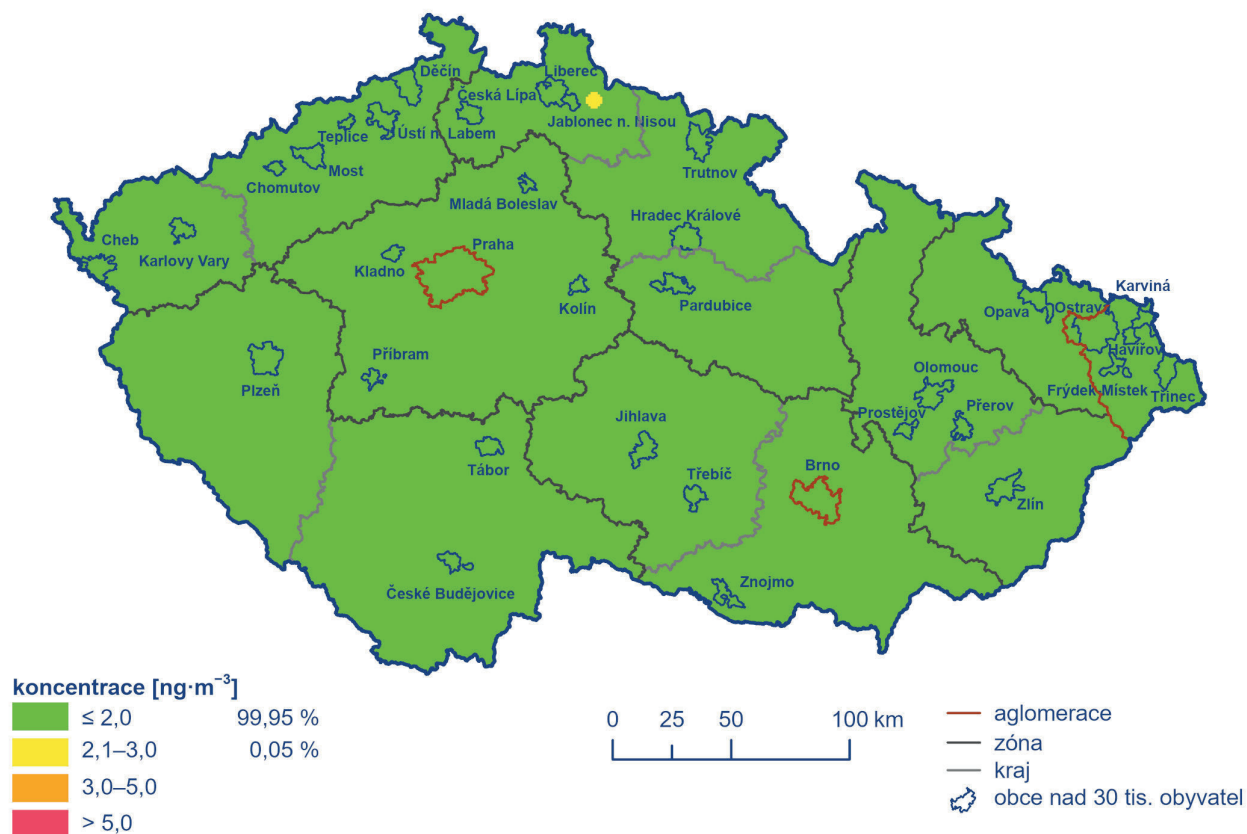 Děčín
Liberec
Česká Lípa
Jablonec n. Nisou
Teplice
Ústí n. Labem
Most
Chomutov
Trutnov
Mladá Boleslav
Hradec Králové
Cheb
Karlovy Vary
Praha
Kladno
Kolín
Pardubice
Karviná
Opava
Ostrava
Havířov
Příbram
Plzeň
Olomouc
Frýdek-Místek
Třinec
Prostějov
Přerov
Jihlava
Tábor
Třebíč
Brno
Zlín
České Budějovice
Znojmo
koncentrace [ng·m⁻³]
≤ 2,0 99,95 %
2,1–3,0 0,05 %
3,0–5,0
> 5,0
0 25 50 100 km
aglomerace
zóna
kraj
obce nad 30 tis. obyvatel